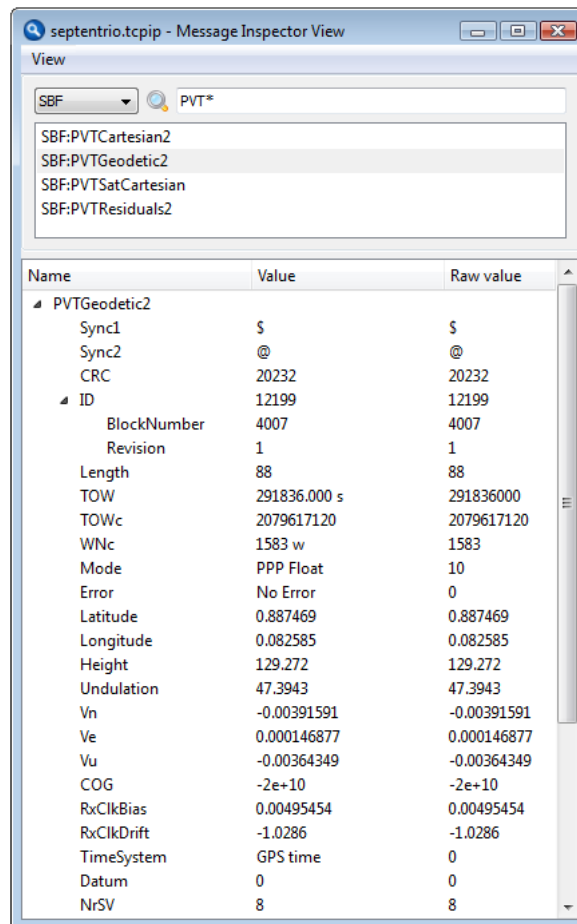 septentrio.tcpip - Message Inspector View
View
SBF PVT*
SBF:PVTCartesian2
SBF:PVTGeodetic2
SBF:PVTSatCartesian
SBF:PVTResiduals2
Name Value Raw value
PVTGeodetic2
Sync1 $ $
Sync2 @ @
CRC 20232 20232
ID 12199 12199
BlockNumber 4007 4007
Revision 1 1
Length 88 88
TOW 291836.000 s 291836000
TOWc 2079617120 2079617120
WNc 1583 w 1583
Mode PPP Float 10
Error No Error 0
Latitude 0.887469 0.887469
Longitude 0.082585 0.082585
Height 129.272 129.272
Undulation 47.3943 47.3943
Vn -0.00391591 -0.00391591
Ve 0.000146877 0.000146877
Vu -0.00364349 -0.00364349
COG -2e+10 -2e+10
RxClkBias 0.00495454 0.00495454
RxClkDrift -1.0286 -1.0286
TimeSystem GPS time 0
Datum 0 0
NrSV 8 8